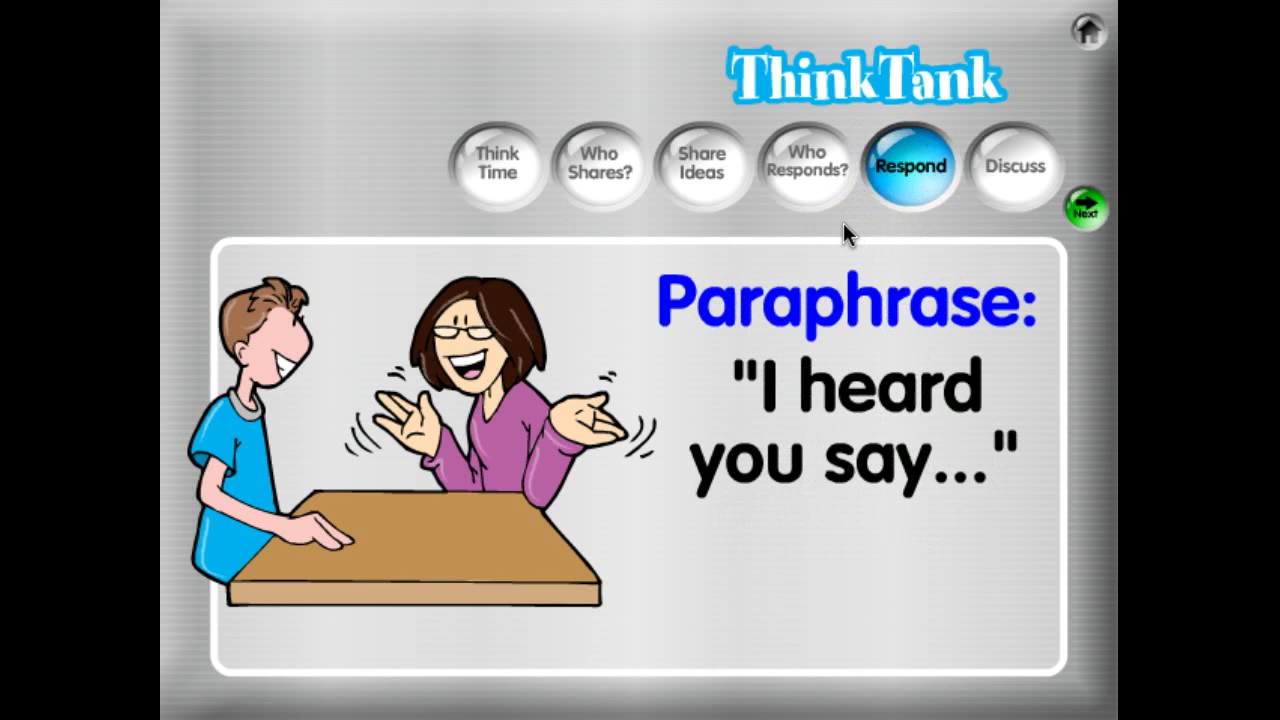 ThinkTank
Think
Time
Who
Shares?
Share
Ideas
Who
Responds?
Respond
Discuss
Next
Paraphrase:
"I heard
you say..."